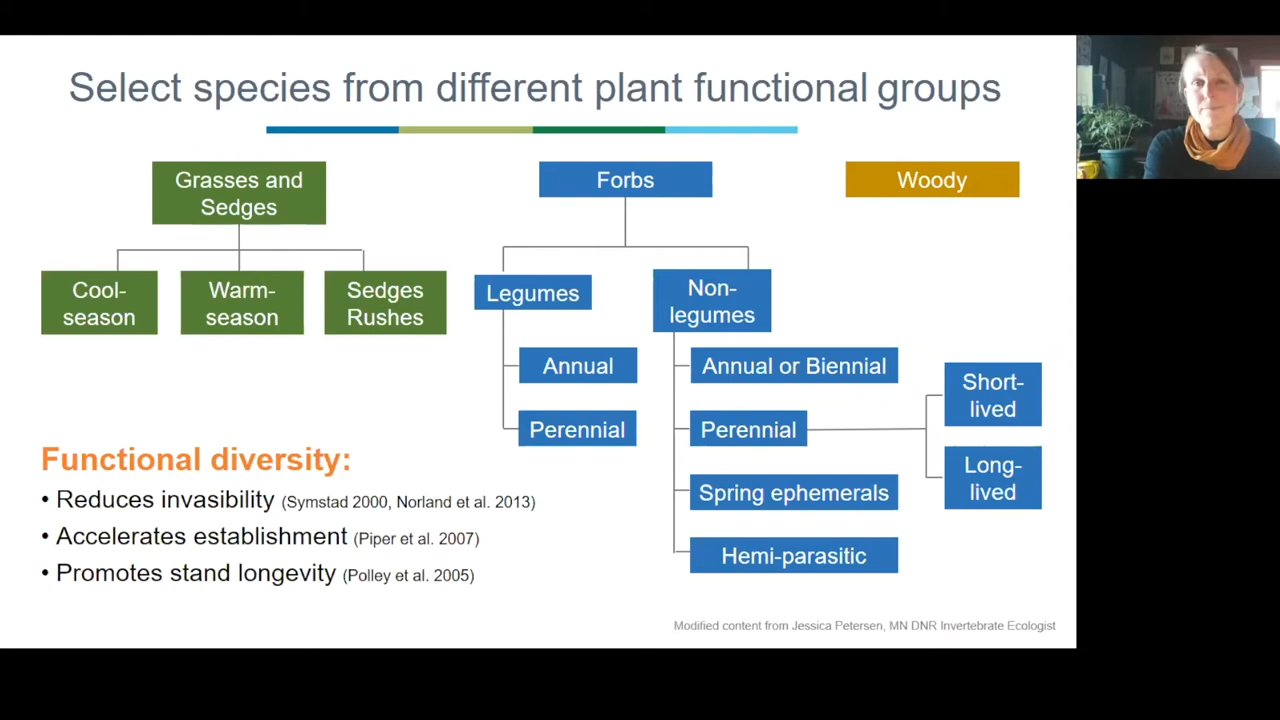 Select species from different plant functional groups
Grasses and
Sedges
Forbs
Woody
Cool-
season
Warm-
season
Sedges
Rushes
Legumes
Non-
legumes
Annual
Perennial
Annual or Biennial
Perennial
Spring ephemerals
Hemi-parasitic
Short-
lived
Long-
lived
Functional diversity:
• Reduces invasibility (Symstad 2000, Norland et al. 2013)
• Accelerates establishment (Piper et al. 2007)
• Promotes stand longevity (Polley et al. 2005)
Modified content from Jessica Petersen, MN DNR Invertebrate Ecologist